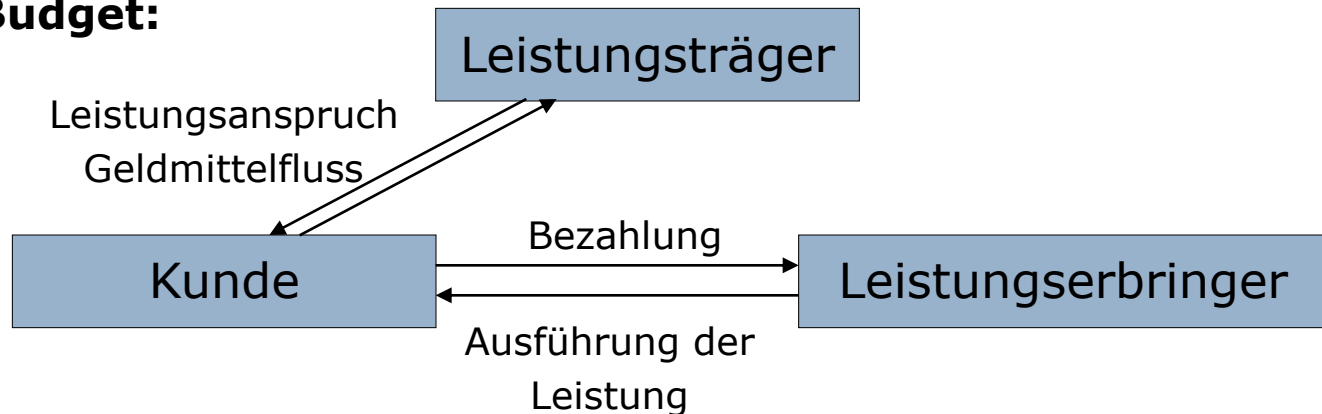 Budget:
Leistungsträger
Leistungsanspruch
Geldmittelfluss
Bezahlung
Kunde
Leistungserbringer
Ausführung der
Leistung